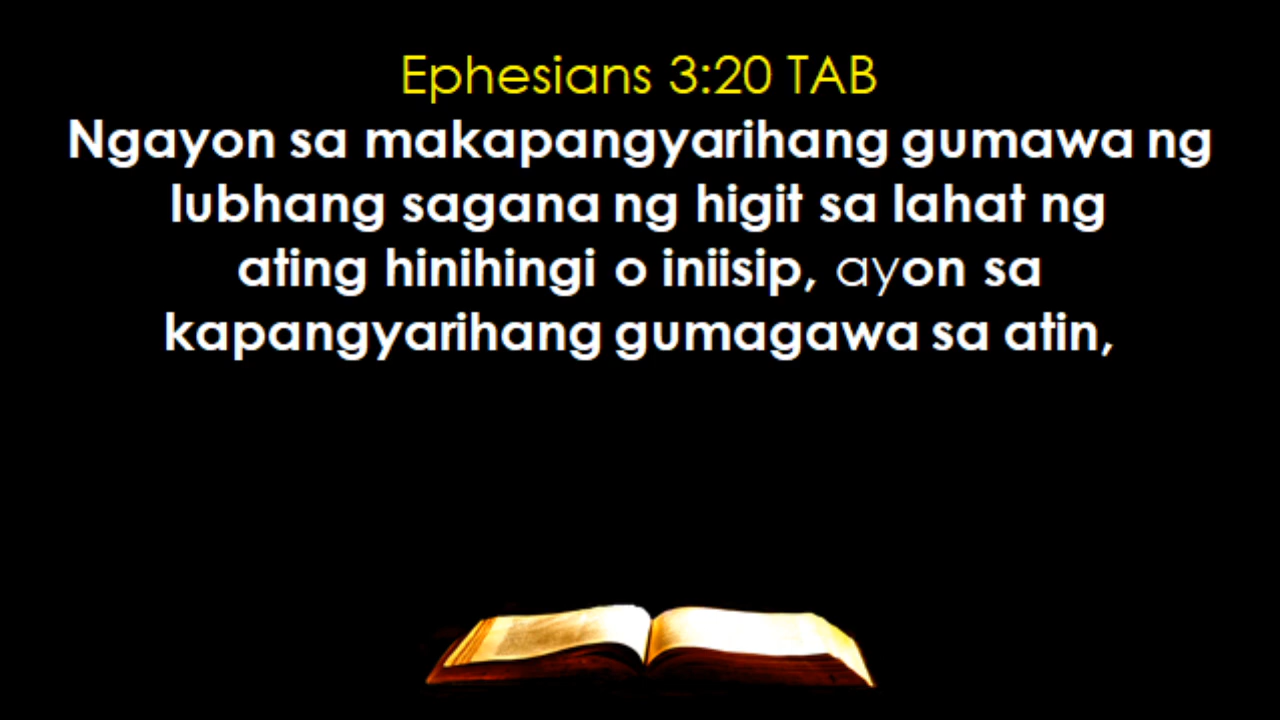 Ephesians 3:20 TAB
Ngayon sa makapangyarihang gumawa ng
lubhang sagana ng higit sa lahat ng
ating hinihingi o iniisip, ayon sa
kapangyarihang gumagawa sa atin,